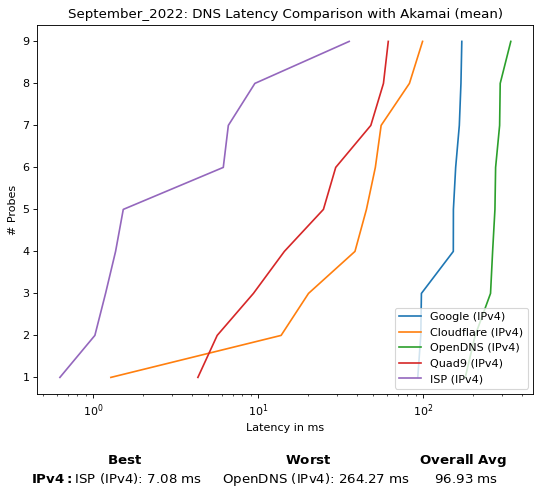 September_2022: DNS Latency Comparison with Akamai (mean)
# Probes
9
8
7
6
5
4
3
2
1
Google (IPv4)
Cloudflare (IPv4)
OpenDNS (IPv4)
Quad9 (IPv4)
ISP (IPv4)
10⁰ 10¹ 10²
Latency in ms
Best Worst Overall Avg
IPv4: ISP (IPv4): 7.08 ms OpenDNS (IPv4): 264.27 ms 96.93 ms